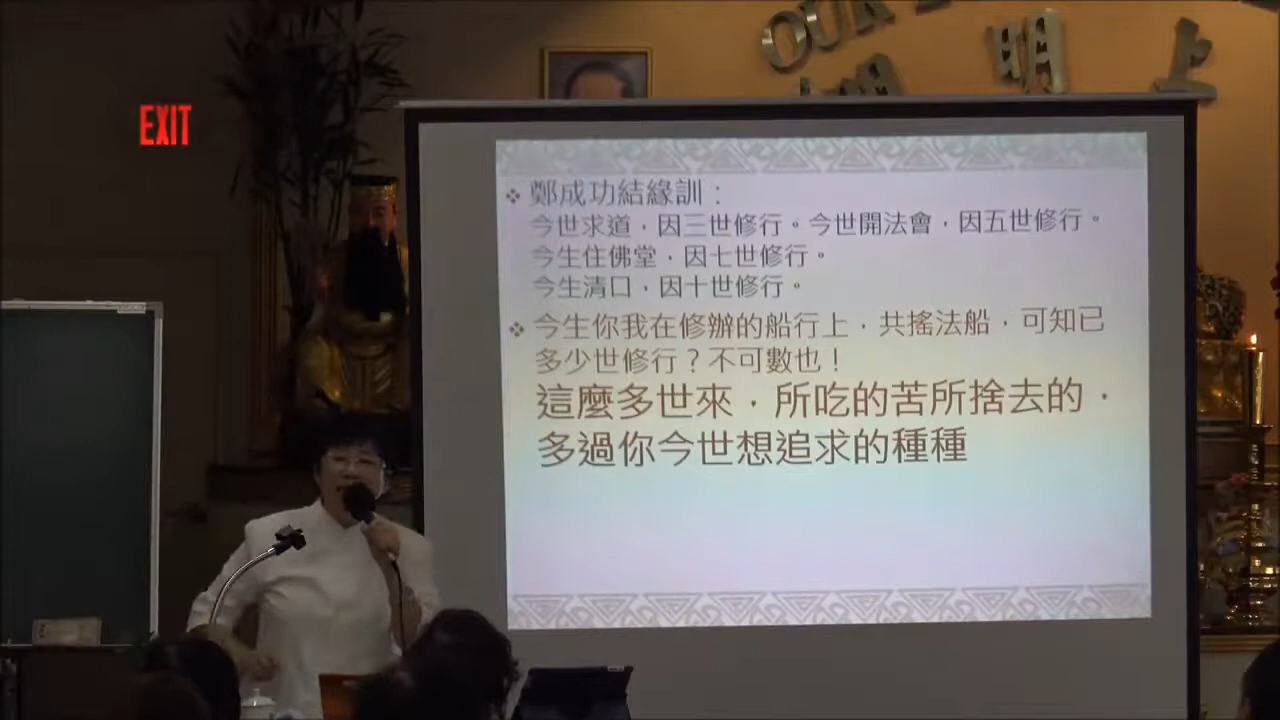 EXIT
OUR
明
上
鄭成功結緣訓：
今世求道，因三世修行。今世開法會，因五世修行。
今生住佛堂，因七世修行。
今生清口，因十世修行。
今生你我在修辦的船行上，共搖法船，可知已
多少世修行？不可數也！
這麼多世來，所吃的苦所捨去的，
多過你今世想追求的種種